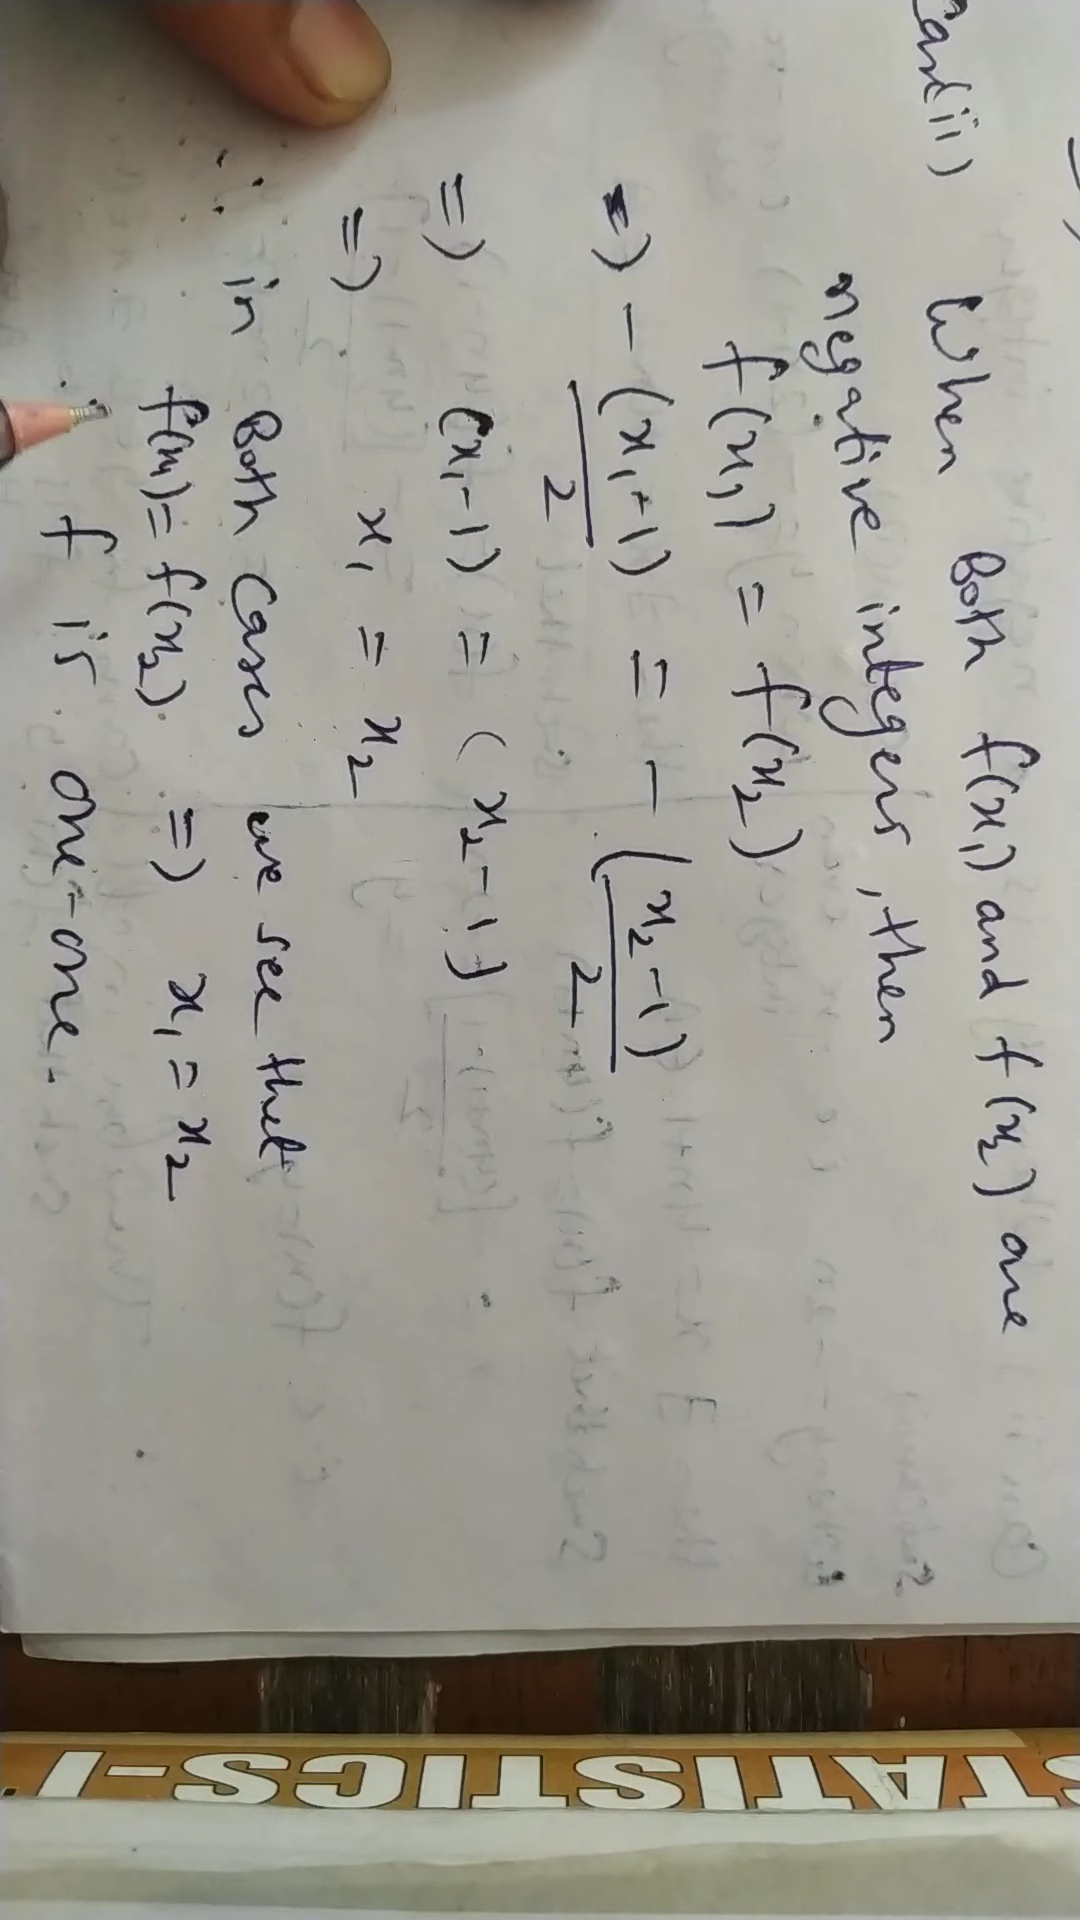 Case(ii) When Both f(x₁) and f(x₂) are
negative integers, then
f(x₁) = f(x₂)
=) -(x₁+1)/2 = -(x₂-1)/2
=) (x₁-1) = (x₂-1)
=) x₁ = x₂
∴ in Both cases we see that
f(x₁) = f(x₂) =) x₁ = x₂
∴ f is one-one.
STATISTICS-1